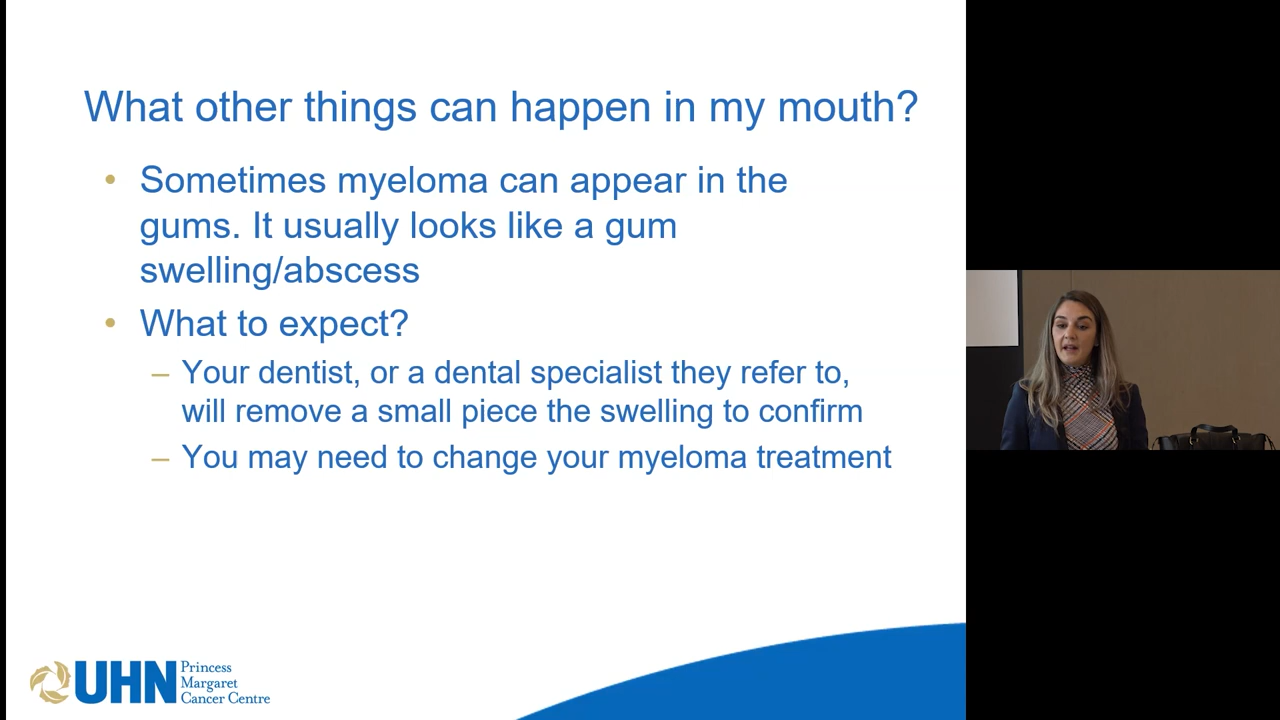 What other things can happen in my mouth?
• Sometimes myeloma can appear in the
gums. It usually looks like a gum
swelling/abscess
• What to expect?
– Your dentist, or a dental specialist they refer to,
will remove a small piece the swelling to confirm
– You may need to change your myeloma treatment
UHN
Princess
Margaret
Cancer Centre